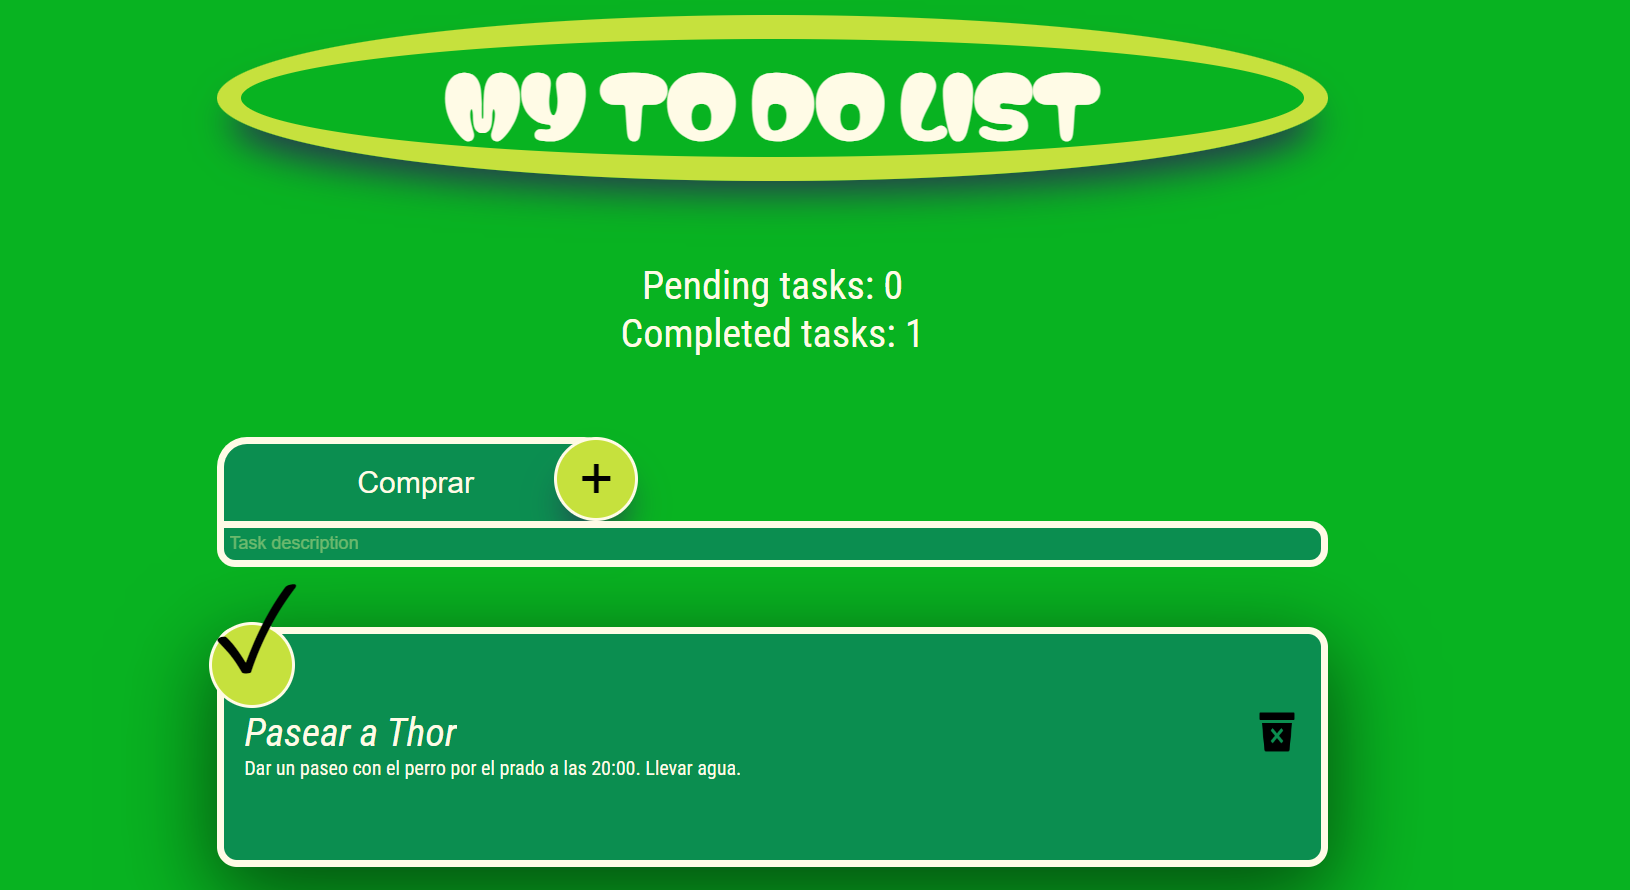 MY TO DO LIST
Pending tasks: 0
Completed tasks: 1
Comprar
+
Task description
Pasear a Thor
Dar un paseo con el perro por el prado a las 20:00. Llevar agua.